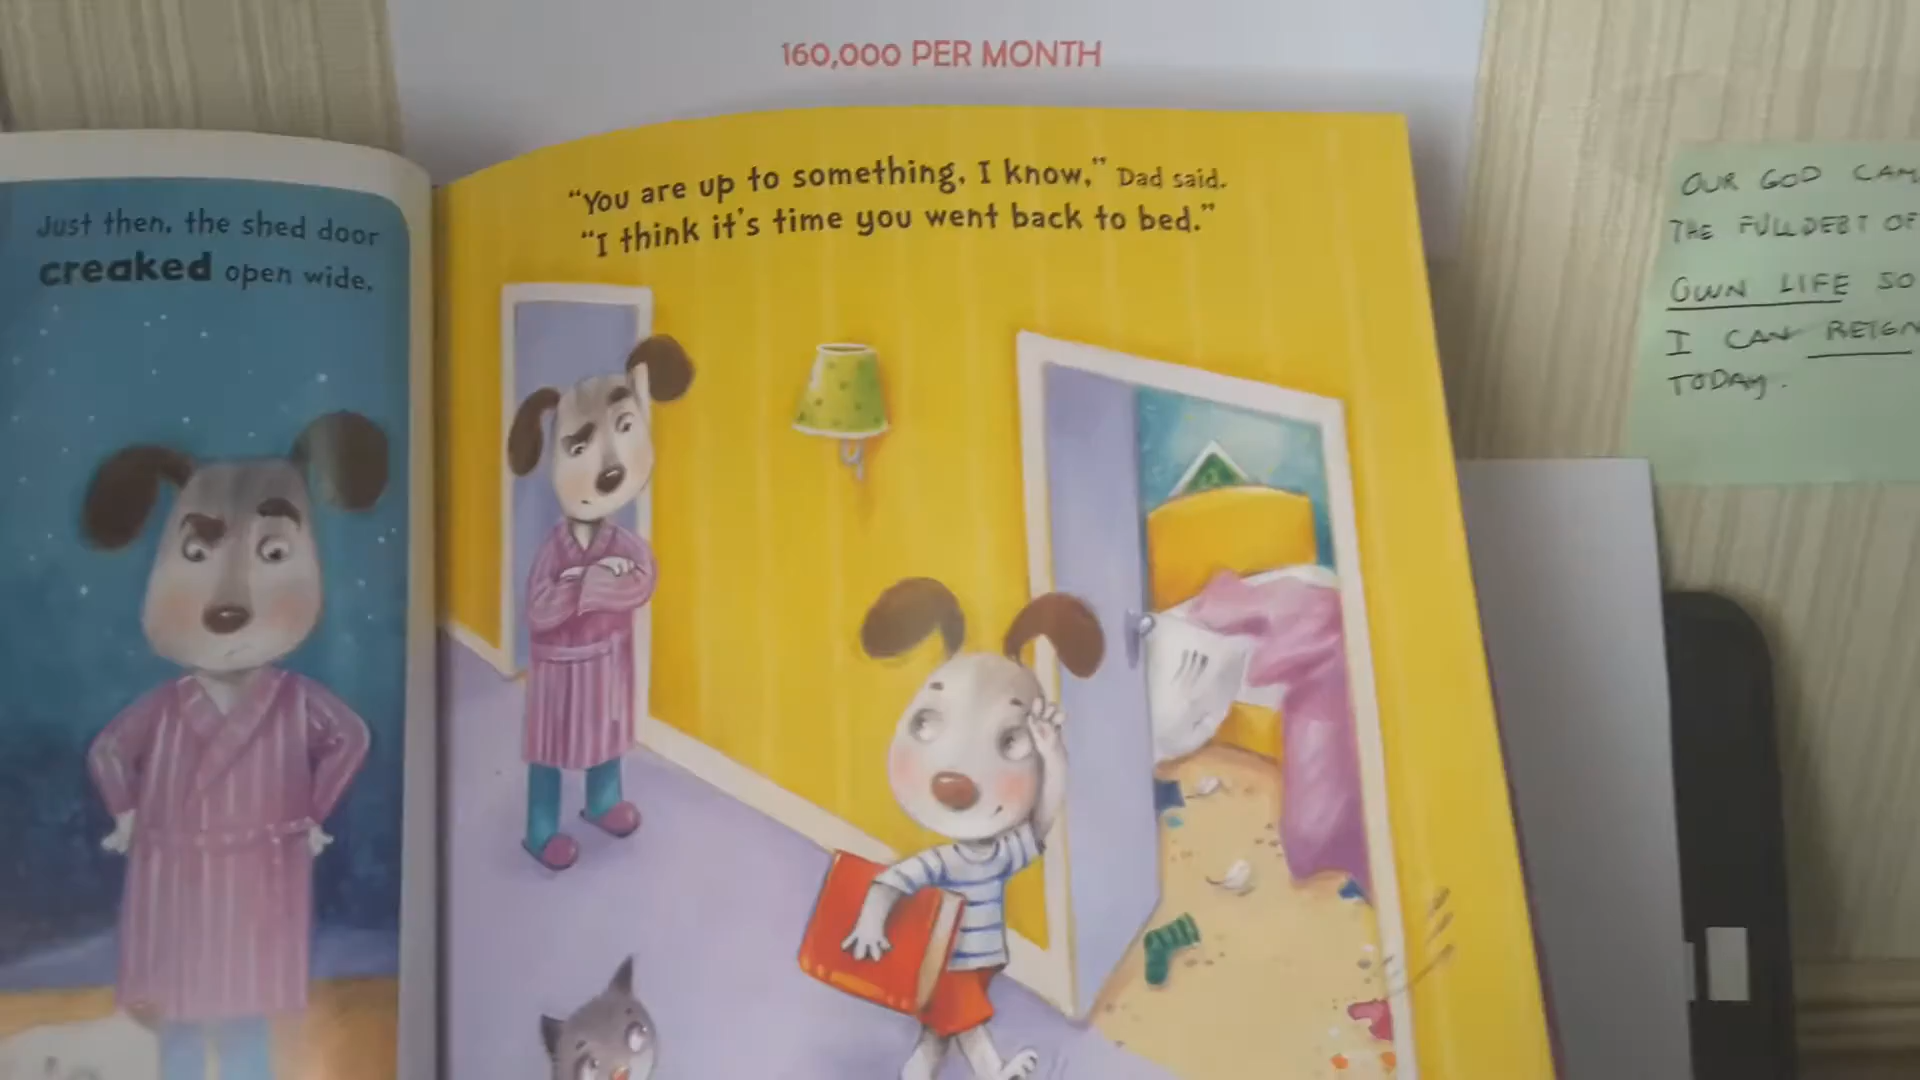 160,000 PER MONTH
Just then, the shed door
creaked open wide.
“You are up to something, I know,” Dad said.
“I think it’s time you went back to bed.”
OUR GOD CAM
THE FULL DEBT OF
OWN LIFE SO
I CAN REIGN
TODAY.